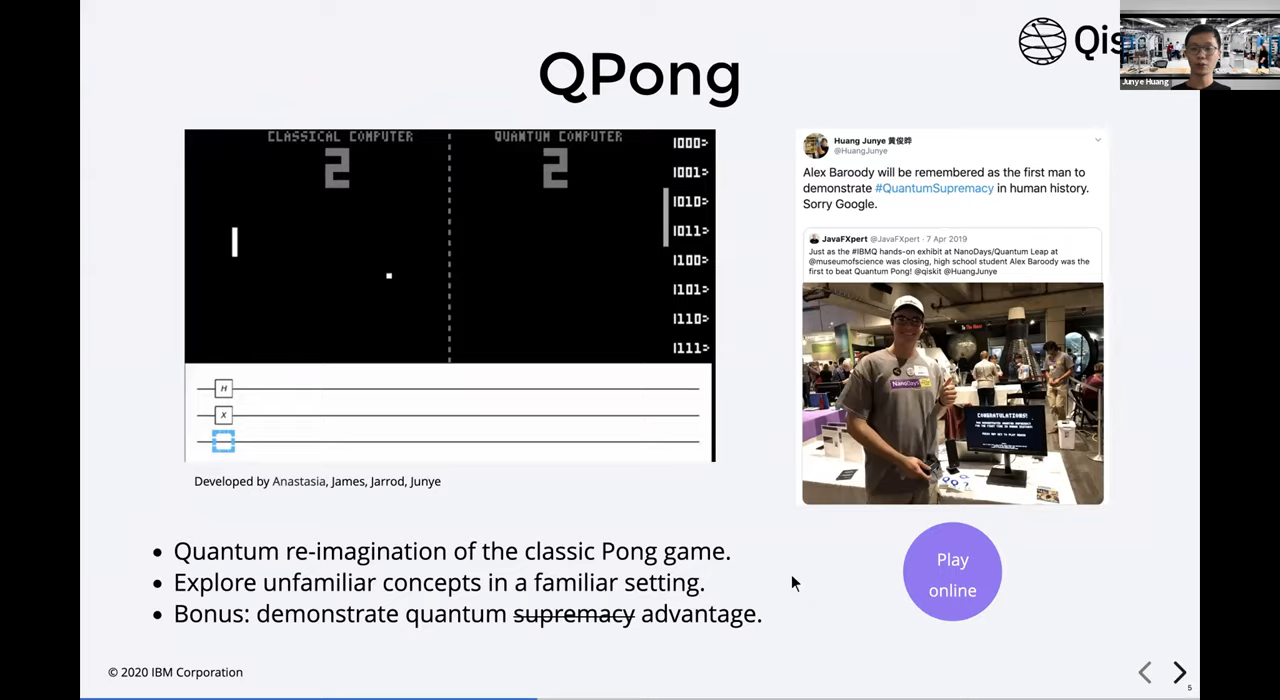 QPong
Qis
Junye Huang
CLASSICAL COMPUTER
QUANTUM COMPUTER
2
2
|000>
|001>
|010>
|011>
|100>
|101>
|110>
|111>
H
X
Developed by Anastasia, James, Jarrod, Junye
Huang Junye 黄俊晔
@HuangJunye
Alex Baroody will be remembered as the first man to
demonstrate #QuantumSupremacy in human history.
Sorry Google.
JavaFXpert @JavaFXpert · 7 Apr 2019
Just as the #IBMQ hands-on exhibit at NanoDays/Quantum Leap at
@museumofscience was closing, high school student Alex Baroody was the
first to beat Quantum Pong! @qiskit @HuangJunye
NanoDays
CONGRATULATIONS!
• Quantum re-imagination of the classic Pong game.
• Explore unfamiliar concepts in a familiar setting.
• Bonus: demonstrate quantum supremacy advantage.
Play
online
© 2020 IBM Corporation
5